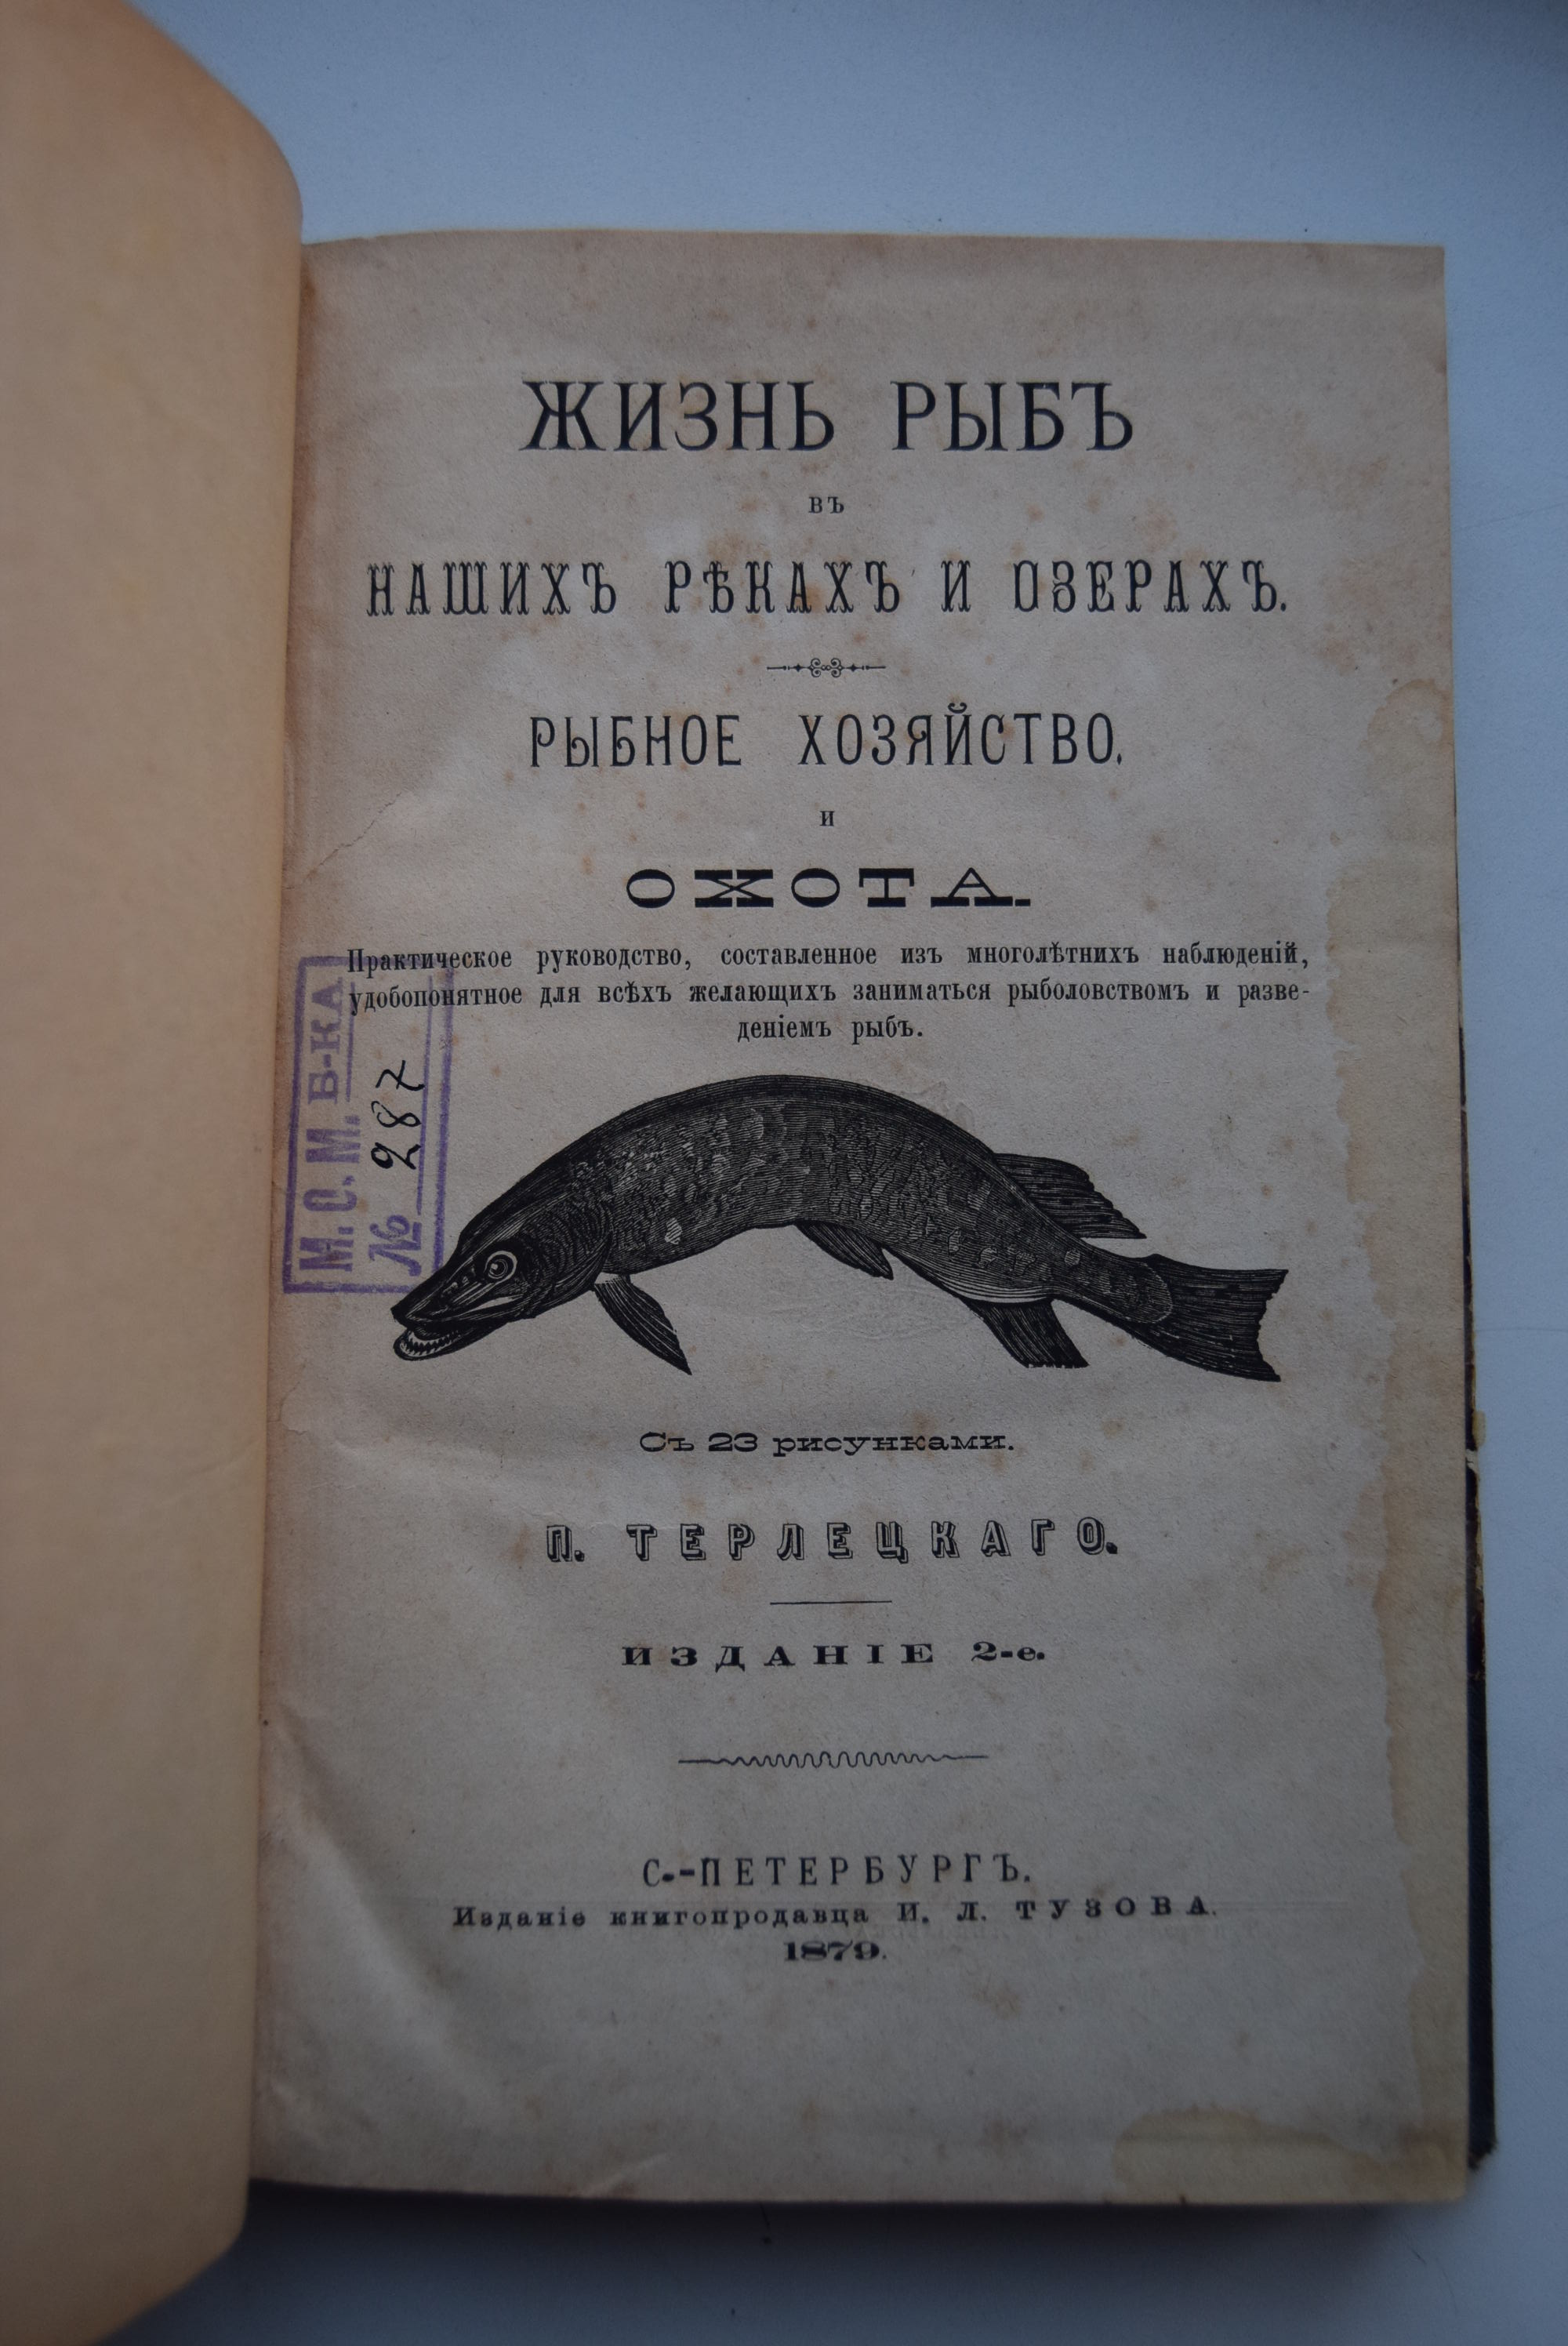 ЖИЗНЬ РЫБЪ
въ
НАШИХЪ РѢКАХЪ И ОЗЕРАХЪ.
РЫБНОЕ ХОЗЯЙСТВО.
и
ОХОТА.
Практическое руководство, составленное изъ многолѣтнихъ наблюденій,
удобопонятное для всѣхъ желающихъ заниматься рыболовствомъ и разве-
деніемъ рыбъ.
М.О.М. Б-КА
№ 287
Съ 23 рисунками.
П. ТЕРЛЕЦКАГО.
ИЗДАНІЕ 2-е.
С.-ПЕТЕРБУРГЪ.
Изданіе книгопродавца И. Л. ТУЗОВА.
1879.